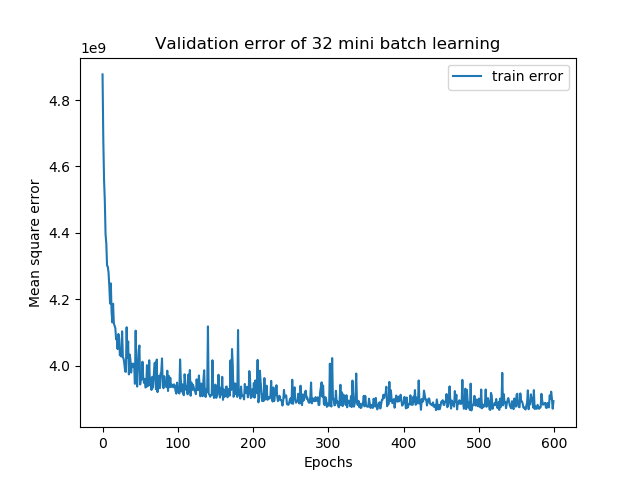 Validation error of 32 mini batch learning
1e9
train error
4.8
4.6
4.4
4.2
4.0
Mean square error
0 100 200 300 400 500 600
Epochs